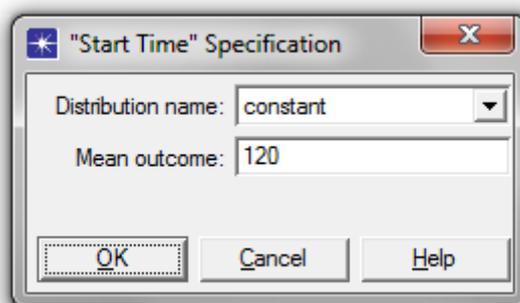 "Start Time" Specification
Distribution name: constant
Mean outcome: 120
OK Cancel Help